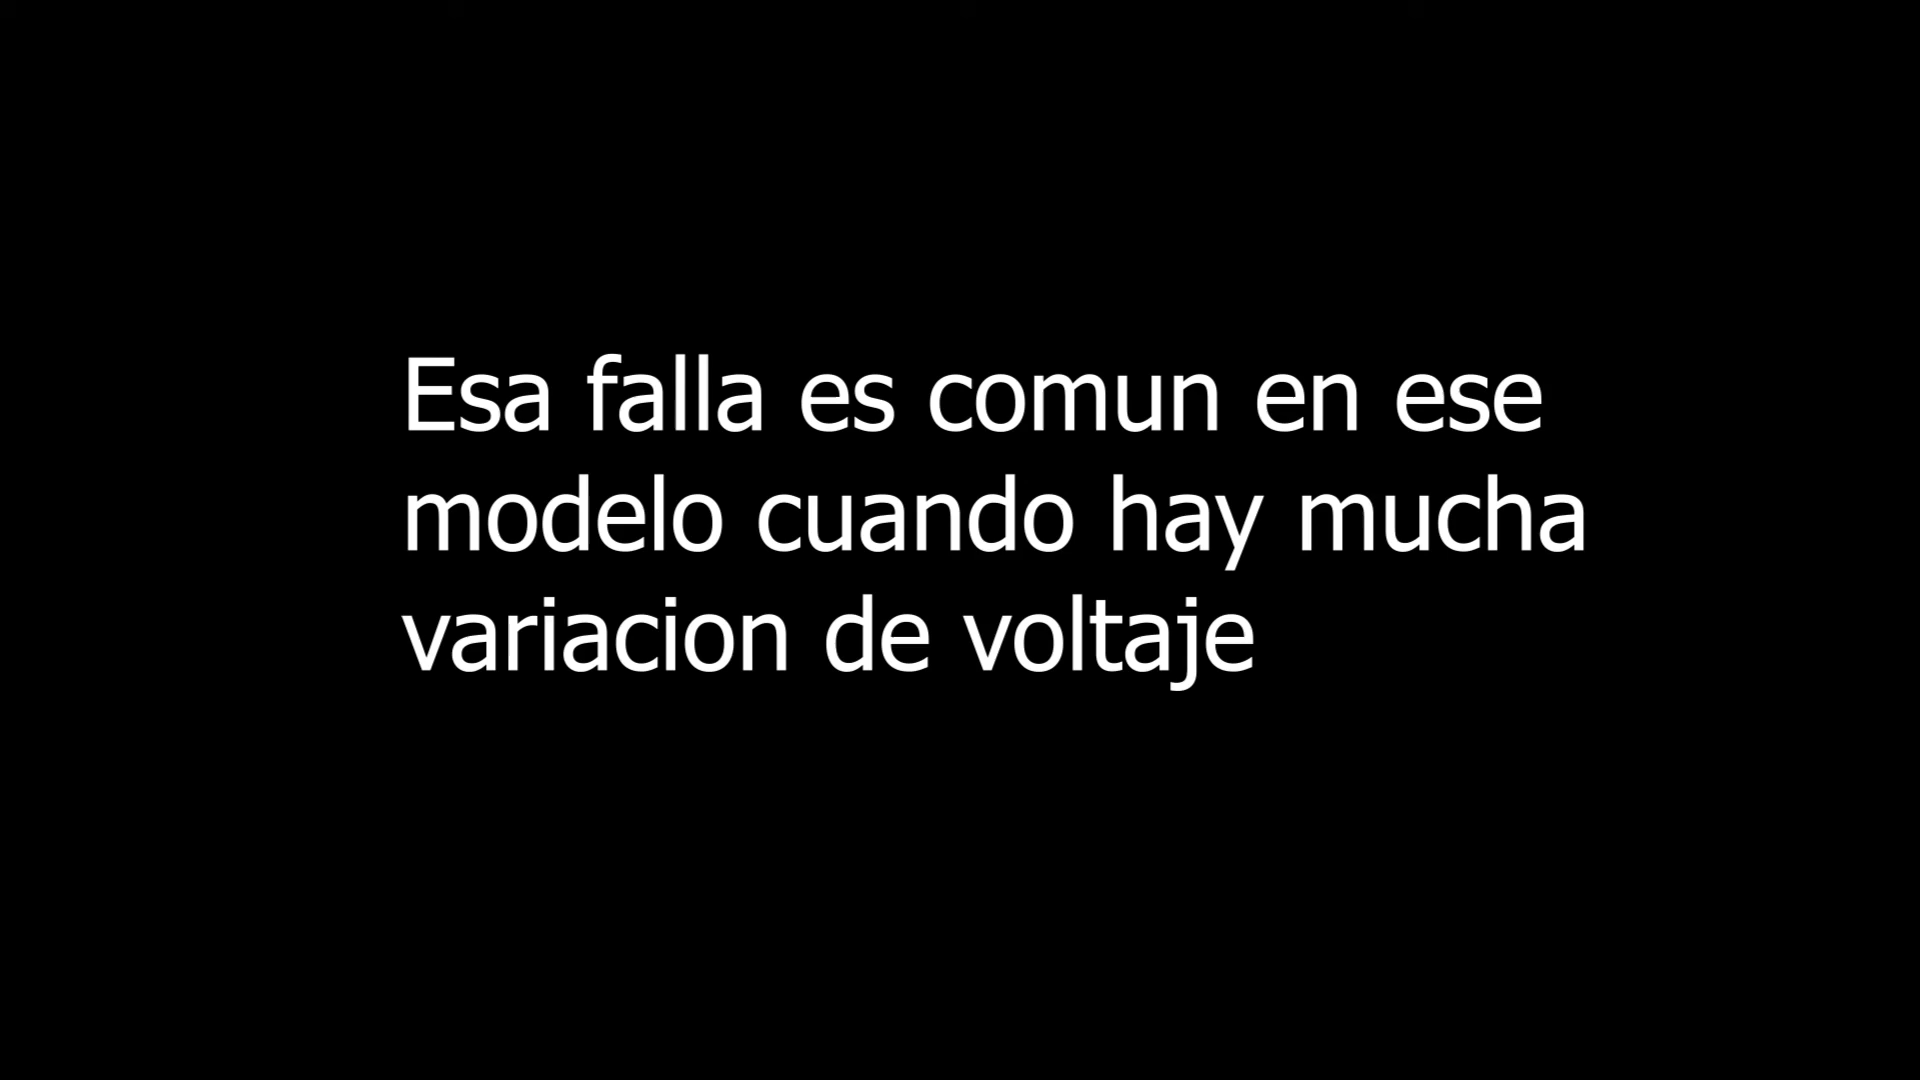 Esa falla es comun en ese
modelo cuando hay mucha
variacion de voltaje